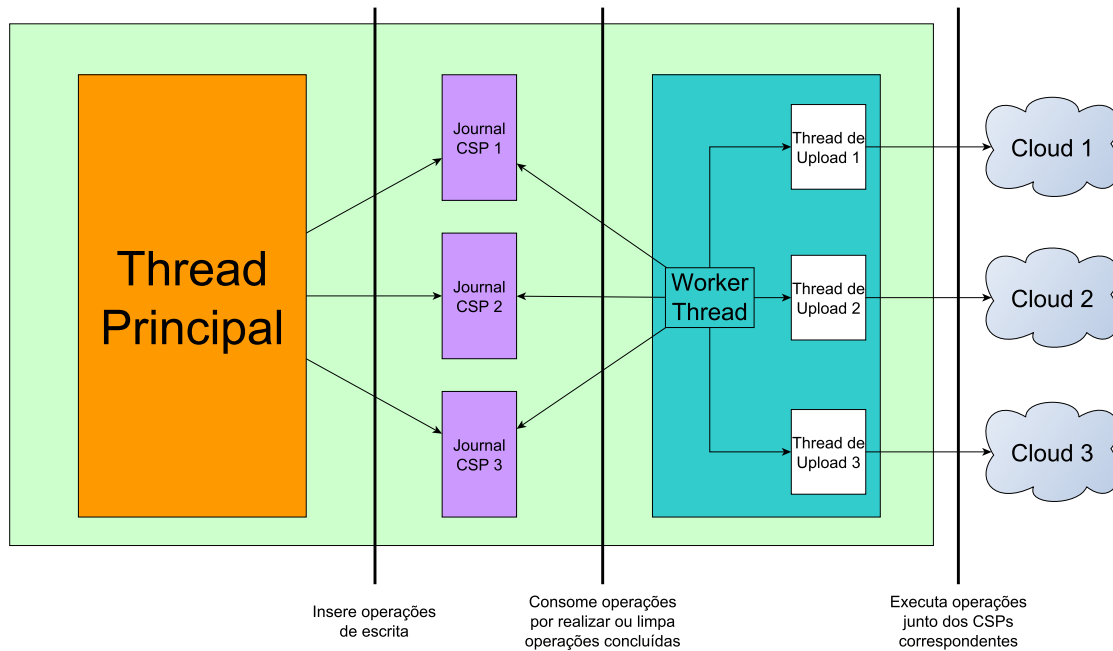 Thread
Principal
Journal
CSP 1
Journal
CSP 2
Journal
CSP 3
Worker
Thread
Thread de
Upload 1
Thread de
Upload 2
Thread de
Upload 3
Cloud 1
Cloud 2
Cloud 3
Insere operações
de escrita
Consome operações
por realizar ou limpa
operações concluídas
Executa operações
junto dos CSPs
correspondentes